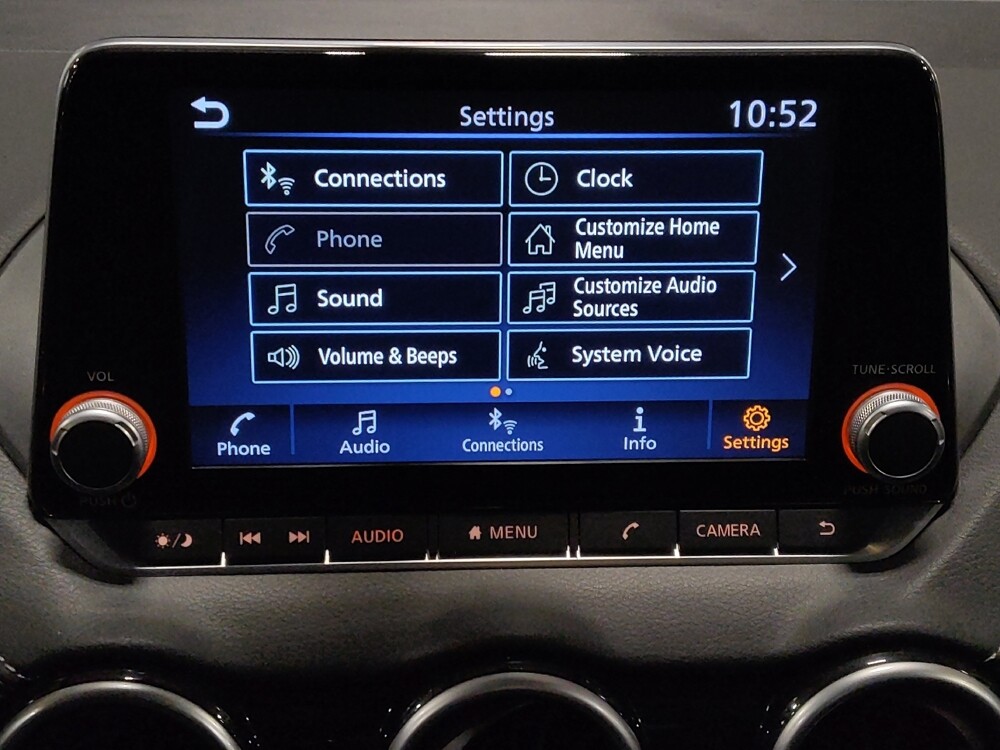 Settings
10:52
Connections
Clock
Phone
Customize Home
Menu
Sound
Customize Audio
Sources
Volume & Beeps
System Voice
VOL
TUNE·SCROLL
Phone
Audio
Connections
Info
Settings
PUSH
PUSH SOUND
AUDIO
MENU
CAMERA